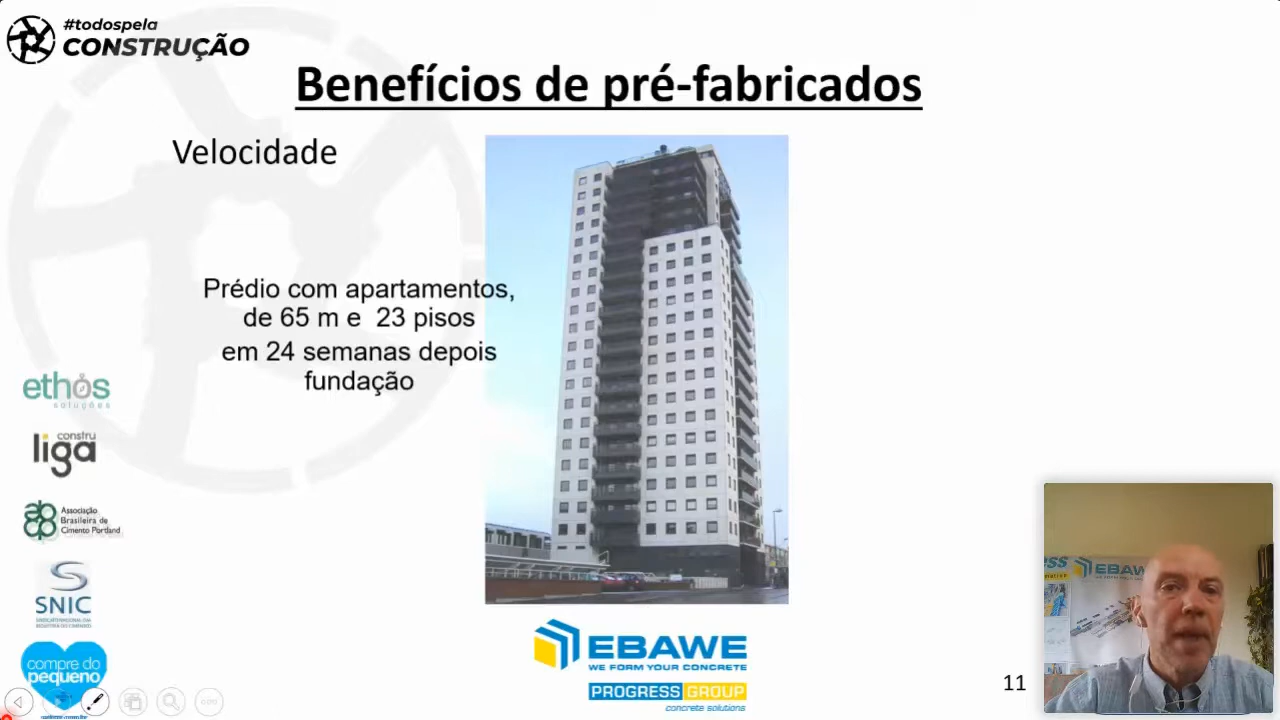 #todospela
CONSTRUÇÃO
Benefícios de pré-fabricados
Velocidade
Prédio com apartamentos,
de 65 m e 23 pisos
em 24 semanas depois
fundação
ethos
soluções
constru
liga
Associação
Brasileira de
Cimento Portland
SNIC
compre do
pequeno
EBAWE
WE FORM YOUR CONCRETE
PROGRESS GROUP
concrete solutions
11
EBAW